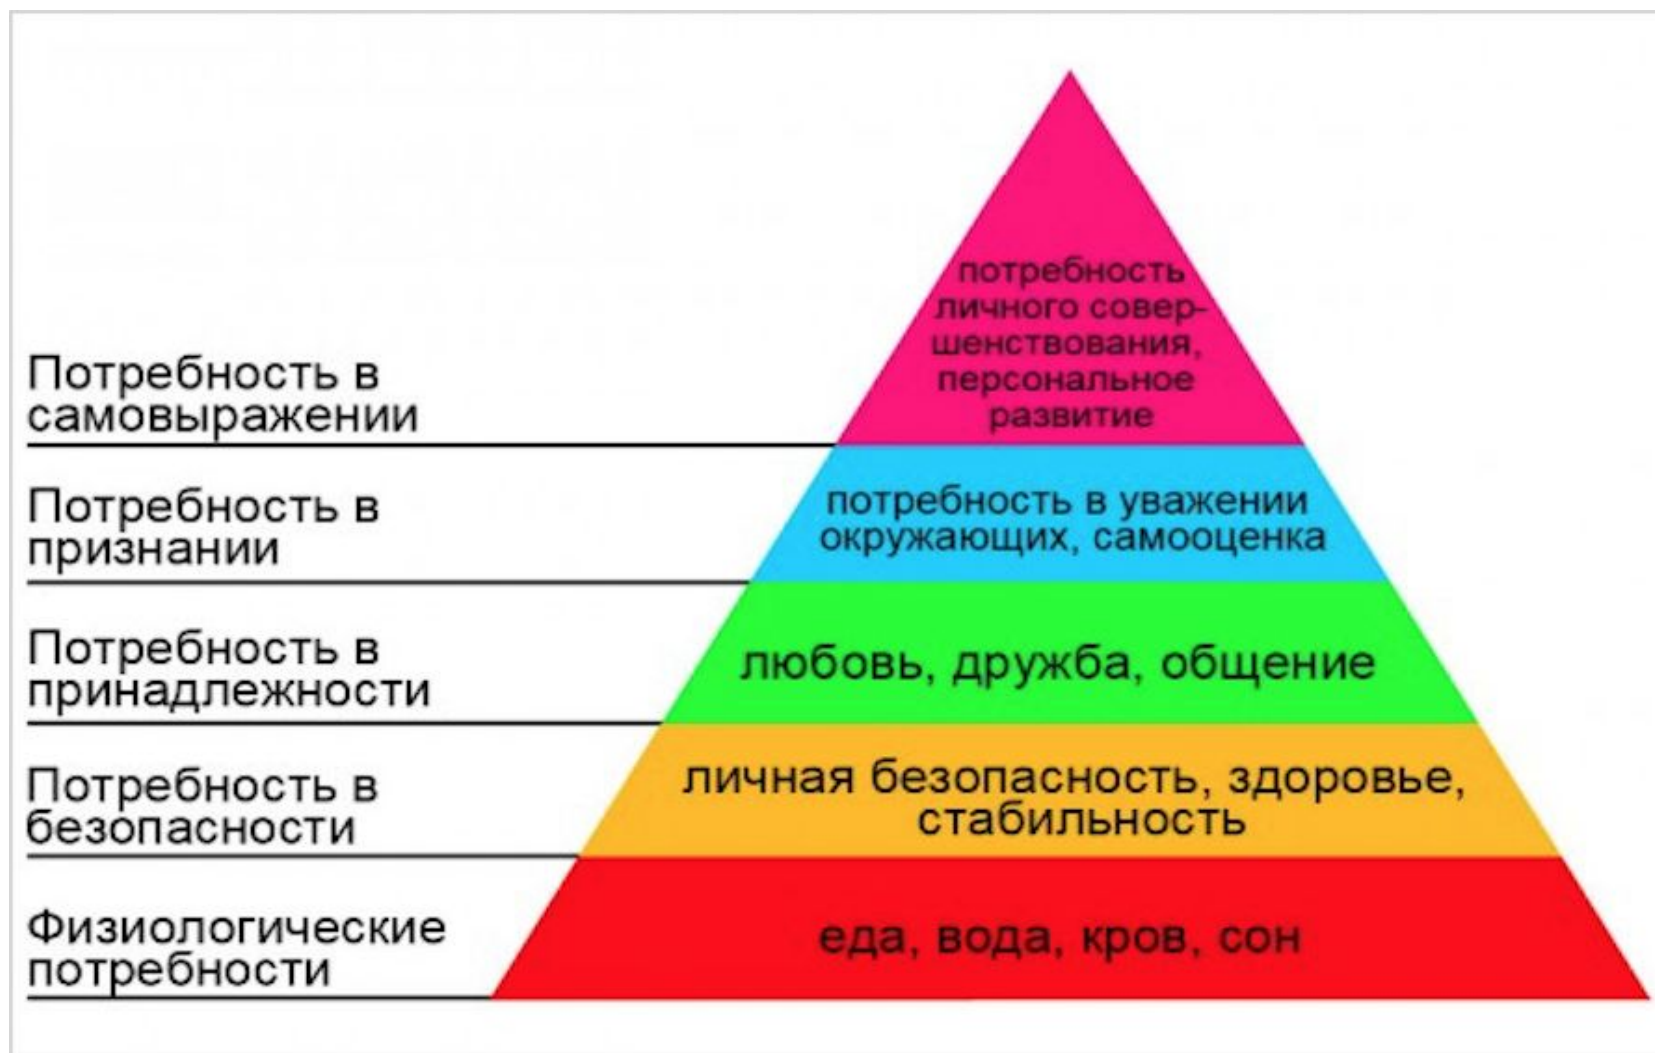 потребность
личного совер-
шенствования,
персональное
развитие
Потребность в
самовыражении
потребность в уважении
окружающих, самооценка
Потребность в
признании
любовь, дружба, общение
Потребность в
принадлежности
личная безопасность, здоровье,
стабильность
Потребность в
безопасности
еда, вода, кров, сон
Физиологические
потребности